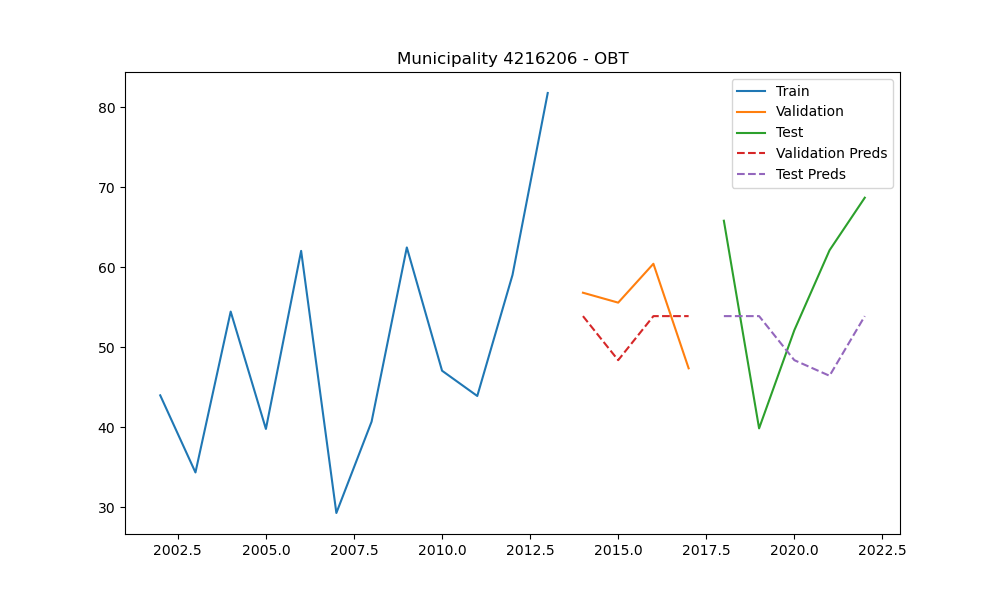 Municipality 4216206 - OBT
Train
Validation
Test
Validation Preds
Test Preds
80
70
60
50
40
30
2002.5 2005.0 2007.5 2010.0 2012.5 2015.0 2017.5 2020.0 2022.5